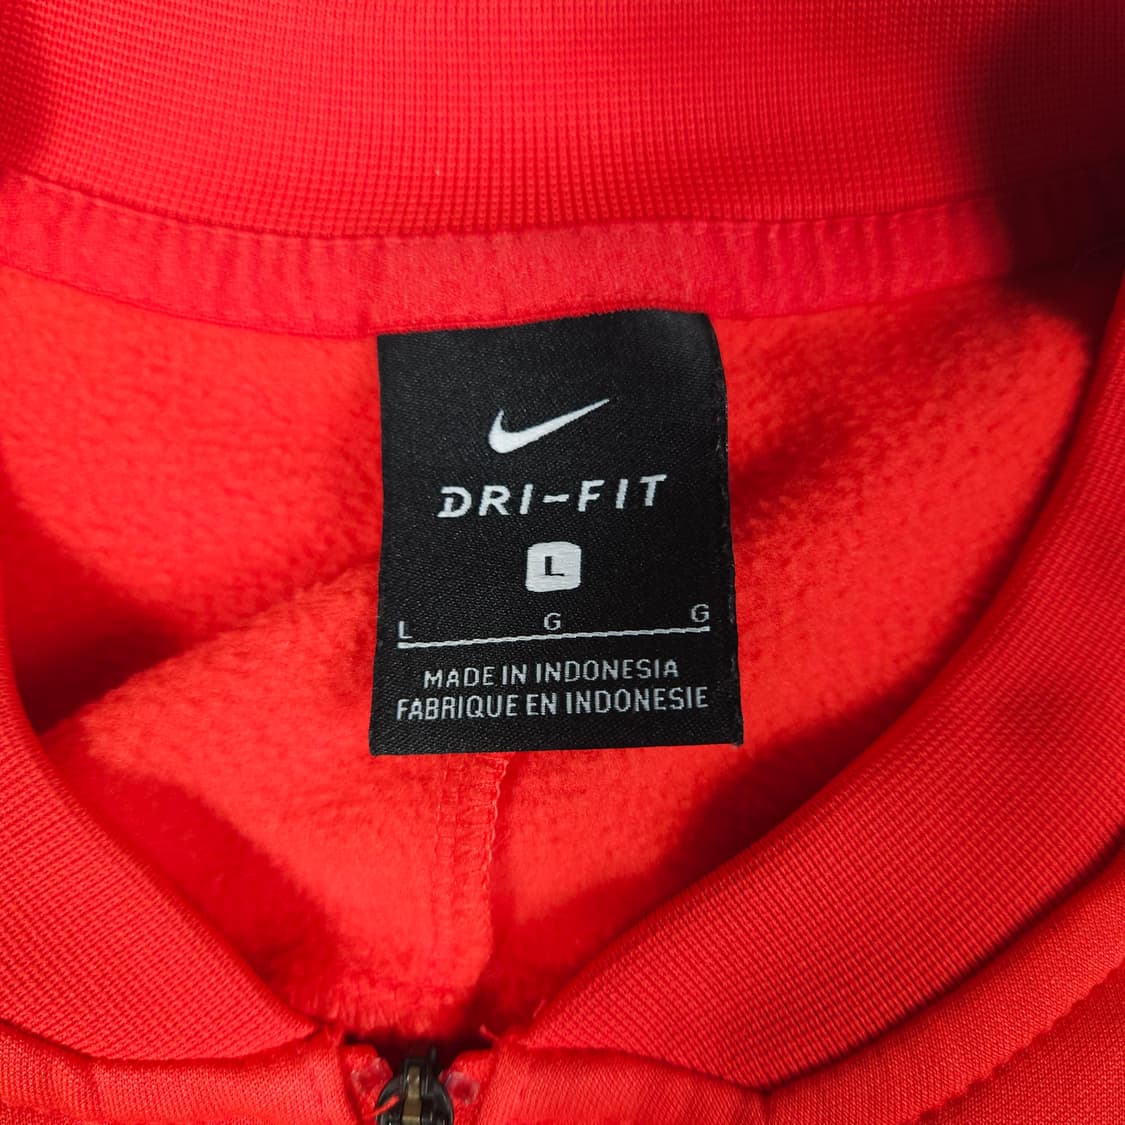 DRI-FIT
L
L G G
MADE IN INDONESIA
FABRIQUE EN INDONESIE